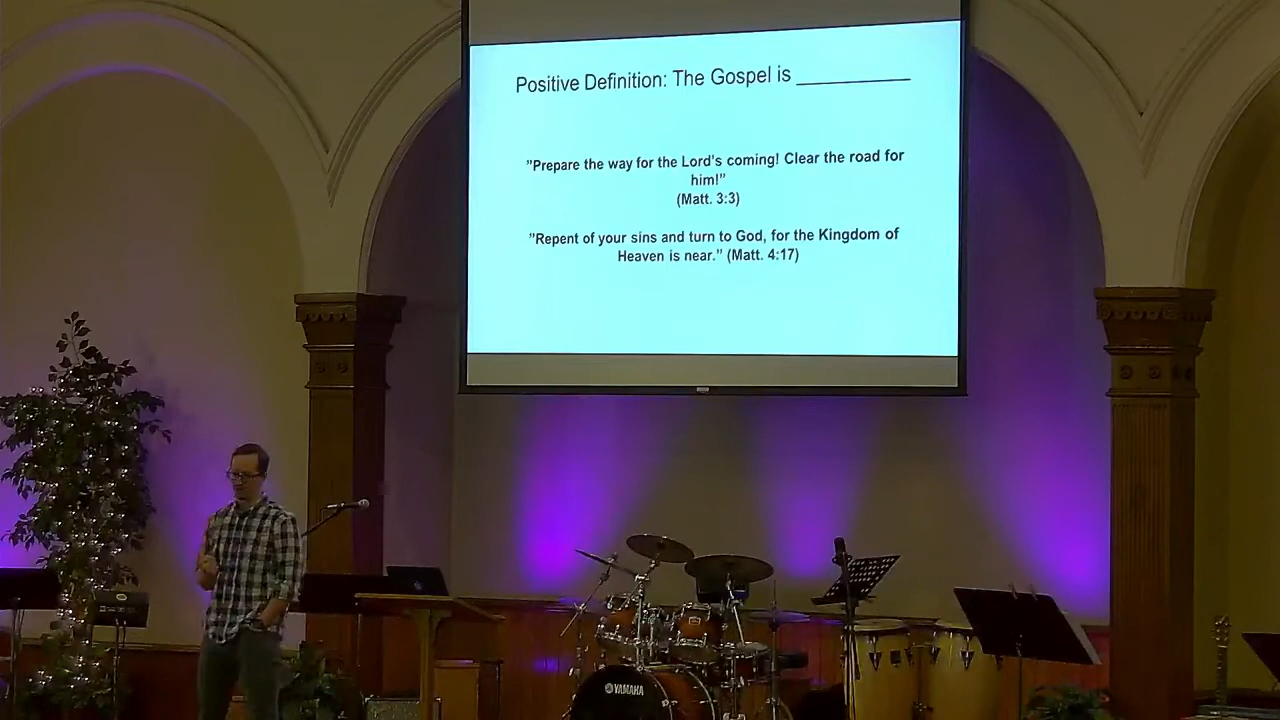 Positive Definition: The Gospel is __________
”Prepare the way for the Lord's coming! Clear the road for
him!”
(Matt. 3:3)
”Repent of your sins and turn to God, for the Kingdom of
Heaven is near.” (Matt. 4:17)
YAMAHA